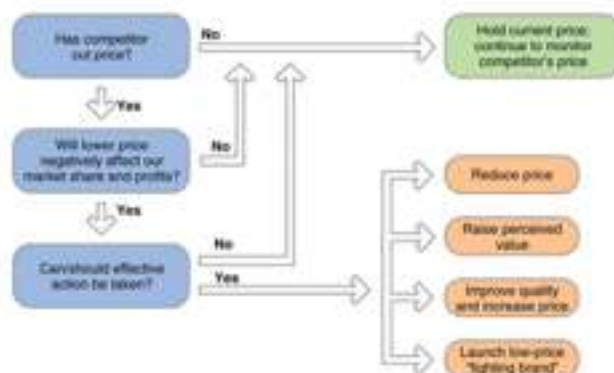 Has competitor
cut price?
No
Hold current price;
continue to monitor
competitor's price
Yes
Will lower price
negatively affect our
market share and profits?
No
Yes
Can/should effective
action be taken?
No
Yes
Reduce price
Raise perceived
value
Improve quality
and increase price
Launch low-price
"fighting brand"